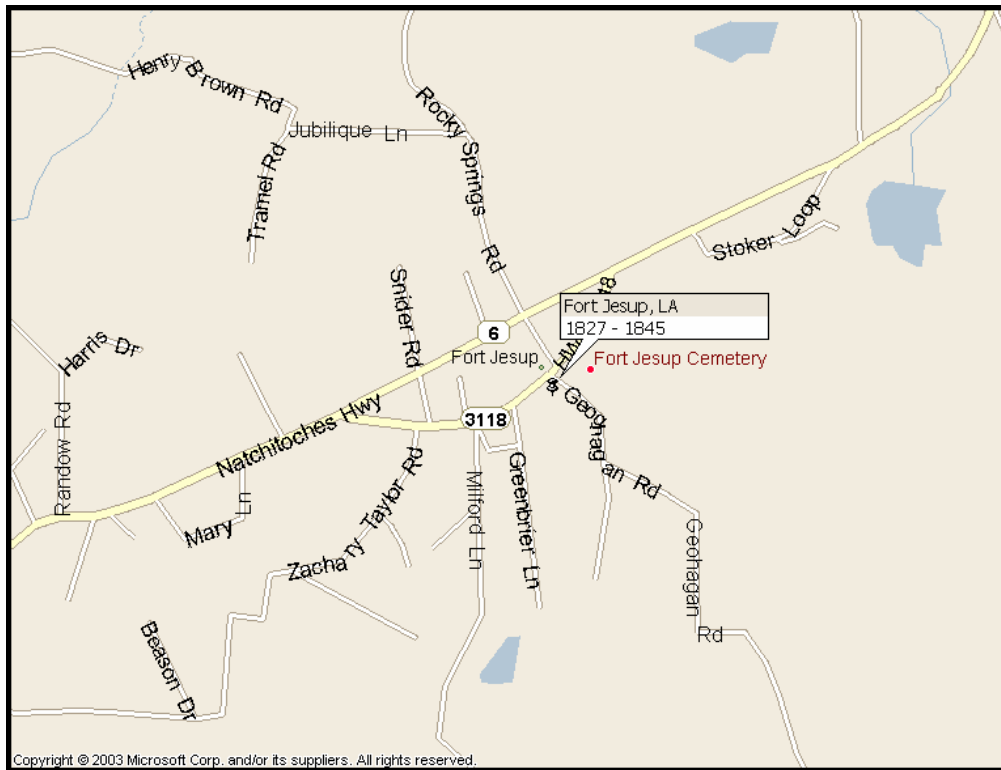 Henry Brown Rd
Rocky Springs Rd
Jubilique Ln
Tramel Rd
Stoker Loop
Snider Rd
Fort Jesup, LA
1827 - 1845
6
Harris Dr
Fort Jesup
Fort Jesup Cemetery
Natchitoches Hwy
3118
Geohagan Rd
Randow Rd
Mary Ln
Zachary Taylor Rd
Milford Ln
Greenbrier Ln
Geohagan Rd
Beason Dr
Copyright © 2003 Microsoft Corp. and/or its suppliers. All rights reserved.